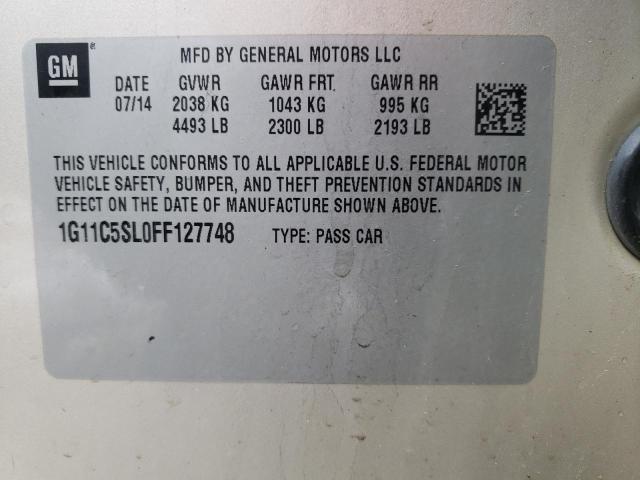 GM
MFD BY GENERAL MOTORS LLC
DATE GVWR GAWR FRT. GAWR RR
07/14 2038 KG 1043 KG 995 KG
4493 LB 2300 LB 2193 LB
THIS VEHICLE CONFORMS TO ALL APPLICABLE U.S. FEDERAL MOTOR
VEHICLE SAFETY, BUMPER, AND THEFT PREVENTION STANDARDS IN
EFFECT ON THE DATE OF MANUFACTURE SHOWN ABOVE.
1G11C5SL0FF127748 TYPE: PASS CAR